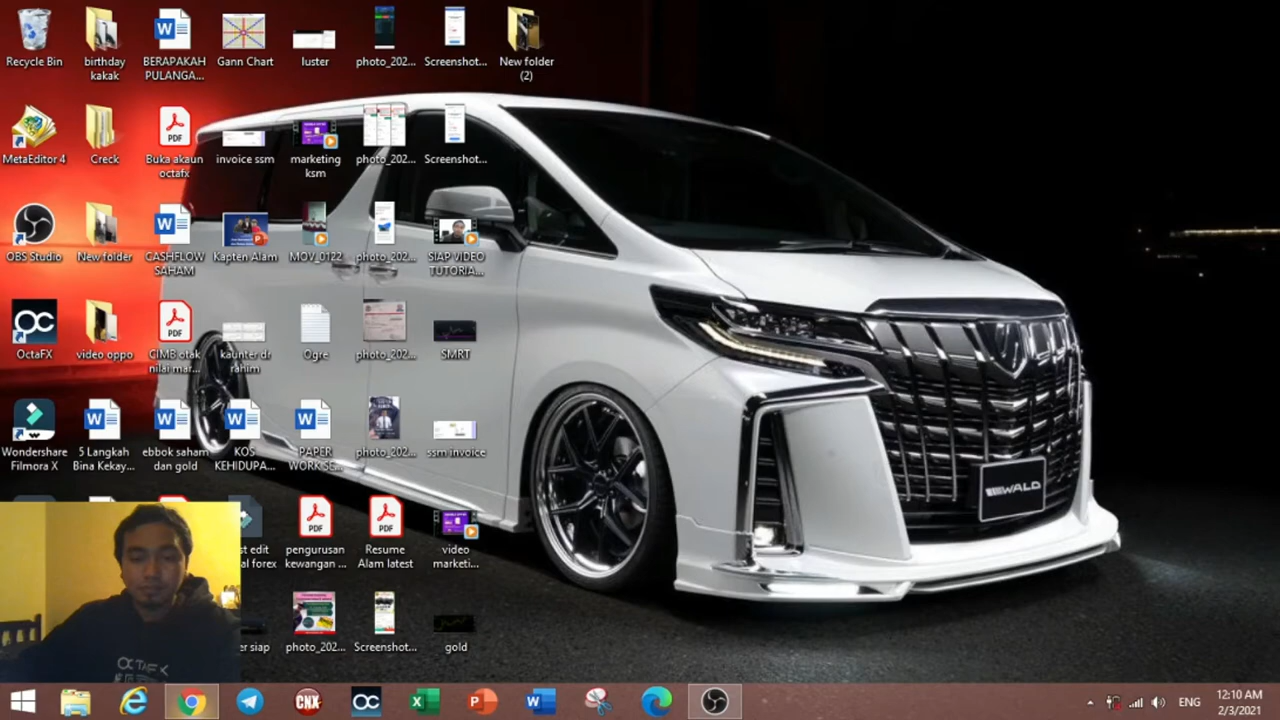 Recycle Bin
birthday
kakak
BERAPAKAH
PULANGA...
Gann Chart
luster
photo_202...
Screenshot...
New folder
(2)
MetaEditor 4
Creck
Buka akaun
octafx
invoice ssm
marketing
ksm
photo_202...
Screenshot...
OBS Studio
New folder
CASHFLOW
SAHAM
Kapten Alam
MOV_0122
photo_202...
SIAP VIDEO
TUTORIA...
OctaFX
video oppo
CIMB otak
nilai mar...
kaunter dr
rahim
Ogre
photo_202...
SMRT
Wondershare
Filmora X
5 Langkah
Bina Kekay...
ebbok saham
dan gold
KOS
KEHIDUPA...
PAPER
WORK SC...
photo_202...
ssm invoice
WALD
st edit
al forex
pengurusan
kewangan ...
Resume
Alam latest
video
marketi...
er siap
photo_202...
Screenshot...
gold
OCTAFX
CNX
ENG
12:10 AM
2/3/2021